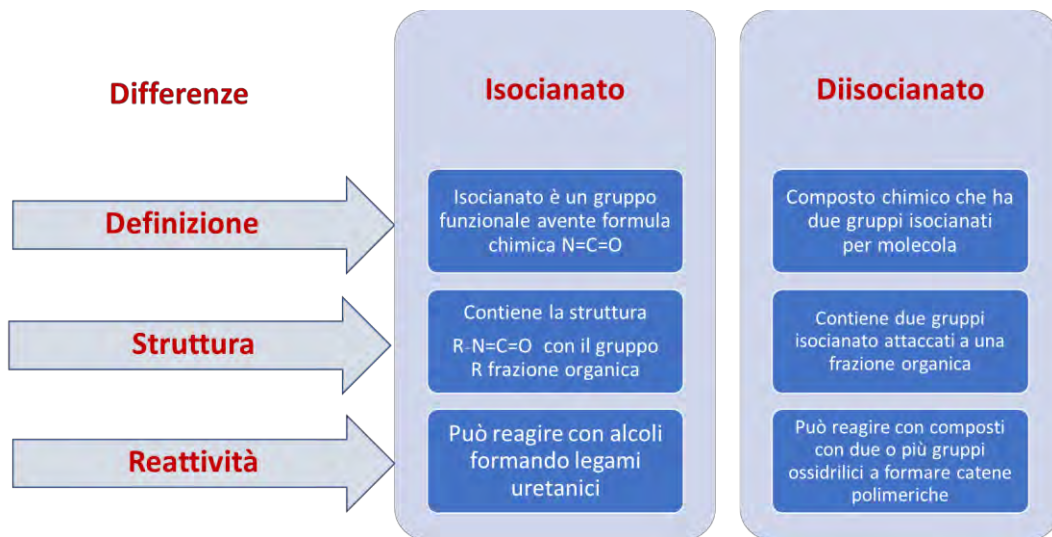 Differenze
Isocianato
Diisocianato
Definizione
Isocianato è un gruppo
funzionale avente formula
chimica N=C=O
Composto chimico che ha
due gruppi isocianati
per molecola
Struttura
Contiene la struttura
R-N=C=O con il gruppo
R frazione organica
Contiene due gruppi
isocianato attaccati a una
frazione organica
Reattività
Può reagire con alcoli
formando legami
uretanici
Può reagire con composti
con due o più gruppi
ossidrilici a formare catene
polimeriche